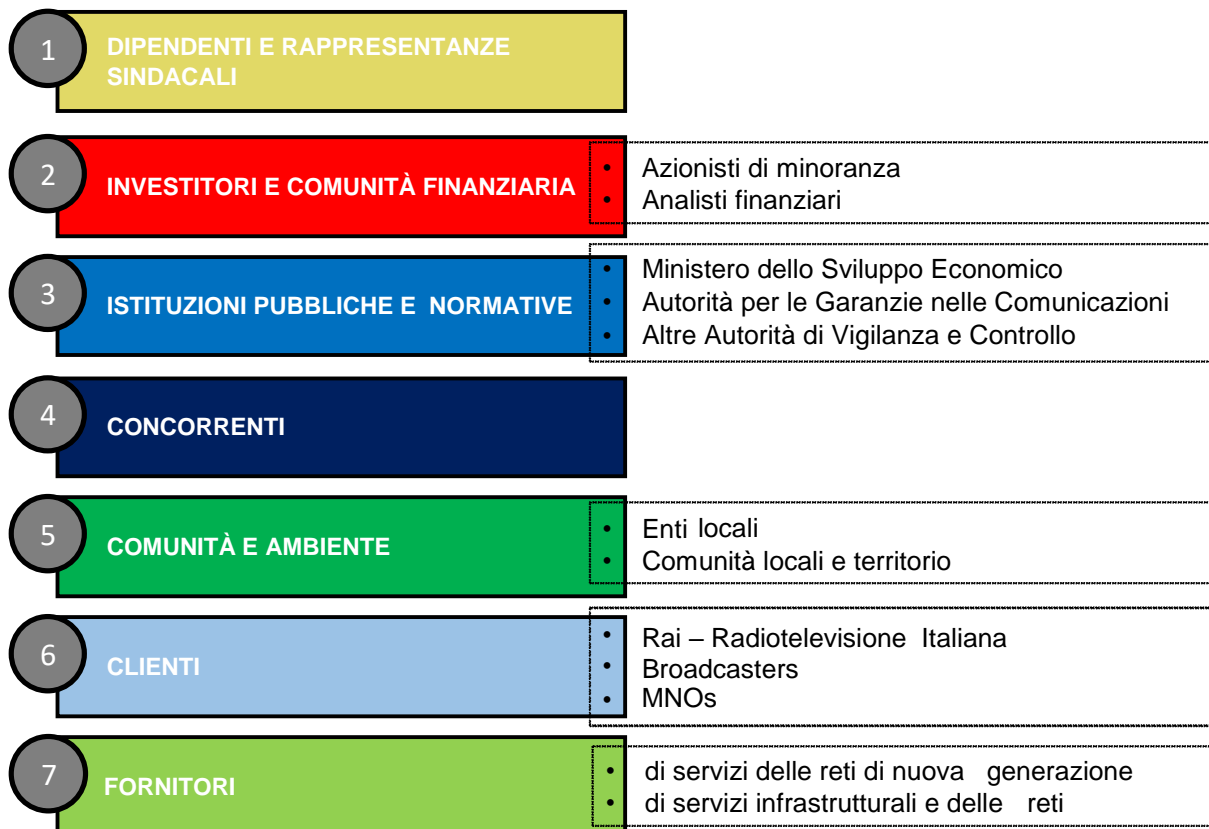 1
DIPENDENTI E RAPPRESENTANZE
SINDACALI
2
INVESTITORI E COMUNITÀ FINANZIARIA
• Azionisti di minoranza
• Analisti finanziari
3
ISTITUZIONI PUBBLICHE E NORMATIVE
• Ministero dello Sviluppo Economico
• Autorità per le Garanzie nelle Comunicazioni
• Altre Autorità di Vigilanza e Controllo
4
CONCORRENTI
5
COMUNITÀ E AMBIENTE
• Enti locali
• Comunità locali e territorio
6
CLIENTI
• Rai – Radiotelevisione Italiana
• Broadcasters
• MNOs
7
FORNITORI
• di servizi delle reti di nuova generazione
• di servizi infrastrutturali e delle reti